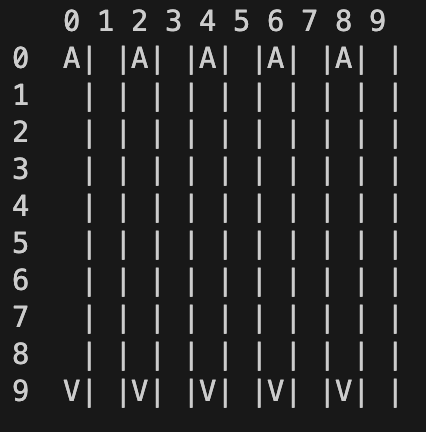 0 1 2 3 4 5 6 7 8 9
0  A| |A| |A| |A| |A| |
1   | | | | | | | | | |
2   | | | | | | | | | |
3   | | | | | | | | | |
4   | | | | | | | | | |
5   | | | | | | | | | |
6   | | | | | | | | | |
7   | | | | | | | | | |
8   | | | | | | | | | |
9  V| |V| |V| |V| |V| |